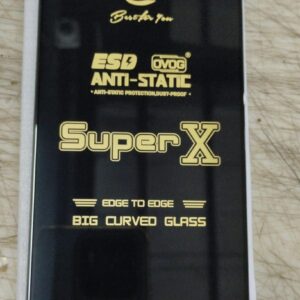 Best for You
ESD OVOG®
ANTI-STATIC
• ANTI-STATIC PROTECTION,DUST-PROOF •
Super X
EDGE TO EDGE
BIG CURVED GLASS